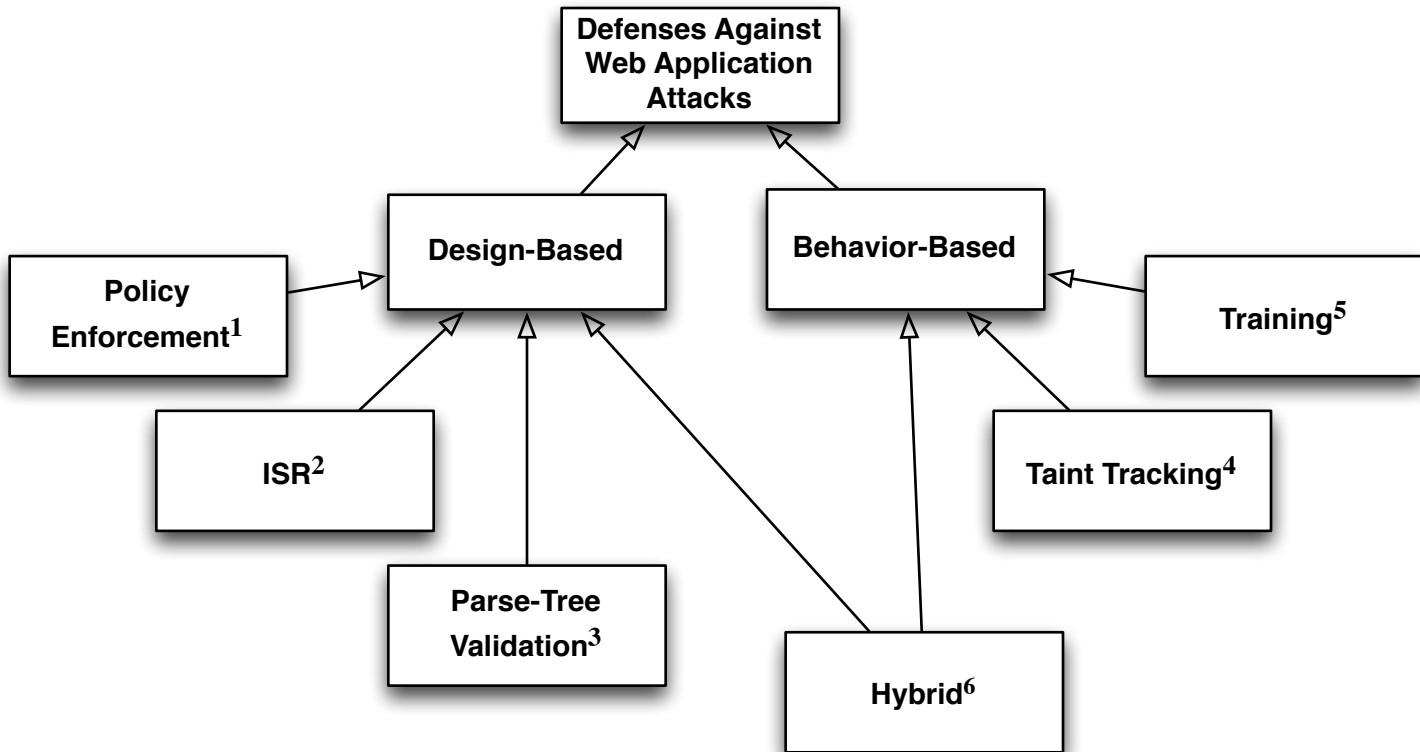 Defenses Against
Web Application
Attacks
Design-Based
Behavior-Based
Policy
Enforcement¹
Training⁵
ISR²
Taint Tracking⁴
Parse-Tree
Validation³
Hybrid⁶